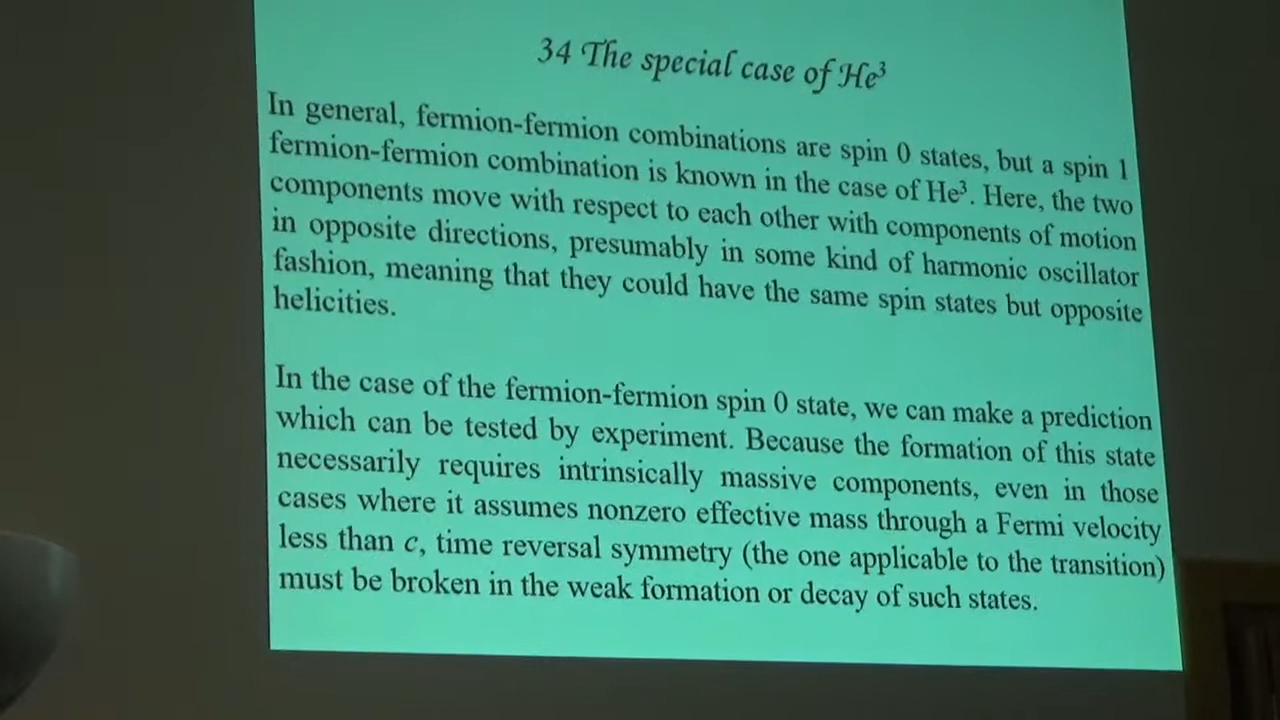 34 The special case of He³
In general, fermion-fermion combinations are spin 0 states, but a spin 1
fermion-fermion combination is known in the case of He³. Here, the two
components move with respect to each other with components of motion
in opposite directions, presumably in some kind of harmonic oscillator
fashion, meaning that they could have the same spin states but opposite
helicities.
In the case of the fermion-fermion spin 0 state, we can make a prediction
which can be tested by experiment. Because the formation of this state
necessarily requires intrinsically massive components, even in those
cases where it assumes nonzero effective mass through a Fermi velocity
less than c, time reversal symmetry (the one applicable to the transition)
must be broken in the weak formation or decay of such states.